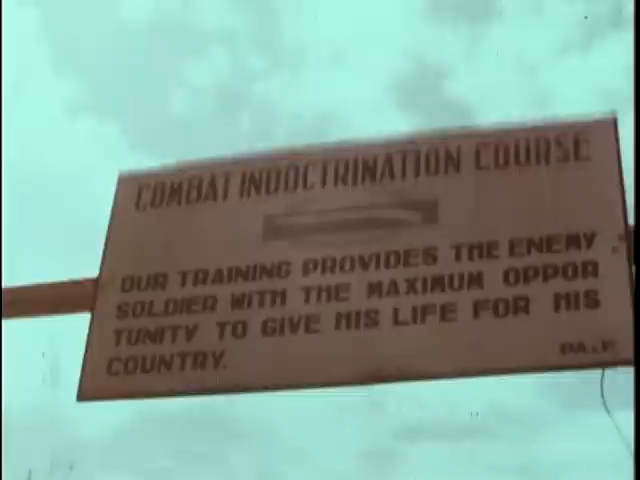 COMBAT INDOCTRINATION COURSE
OUR TRAINING PROVIDES THE ENEMY
SOLDIER WITH THE MAXIMUM OPPOR
TUNITY TO GIVE HIS LIFE FOR HIS
COUNTRY.